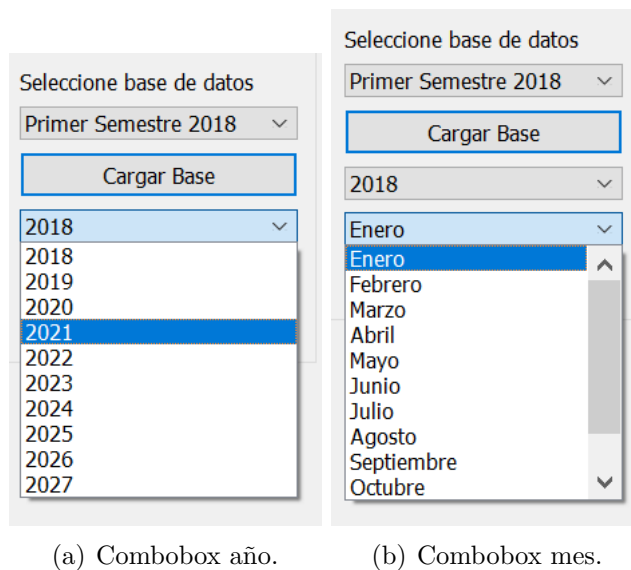 Seleccione base de datos
Primer Semestre 2018
Cargar Base
2018
2018
2019
2020
2021
2022
2023
2024
2025
2026
2027
(a) Combobox año.
Seleccione base de datos
Primer Semestre 2018
Cargar Base
2018
Enero
Enero
Febrero
Marzo
Abril
Mayo
Junio
Julio
Agosto
Septiembre
Octubre
(b) Combobox mes.